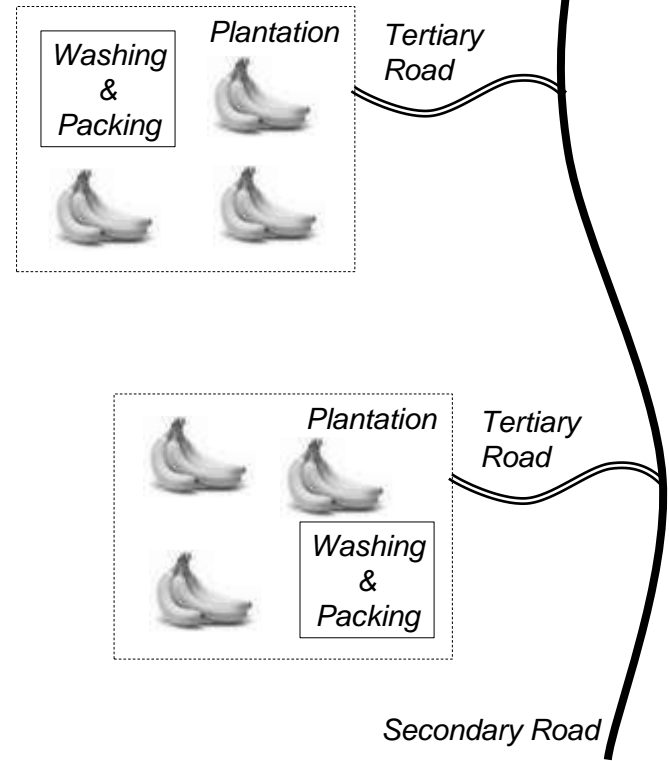 Plantation
Washing
&
Packing
Tertiary
Road
Plantation
Washing
&
Packing
Tertiary
Road
Secondary Road